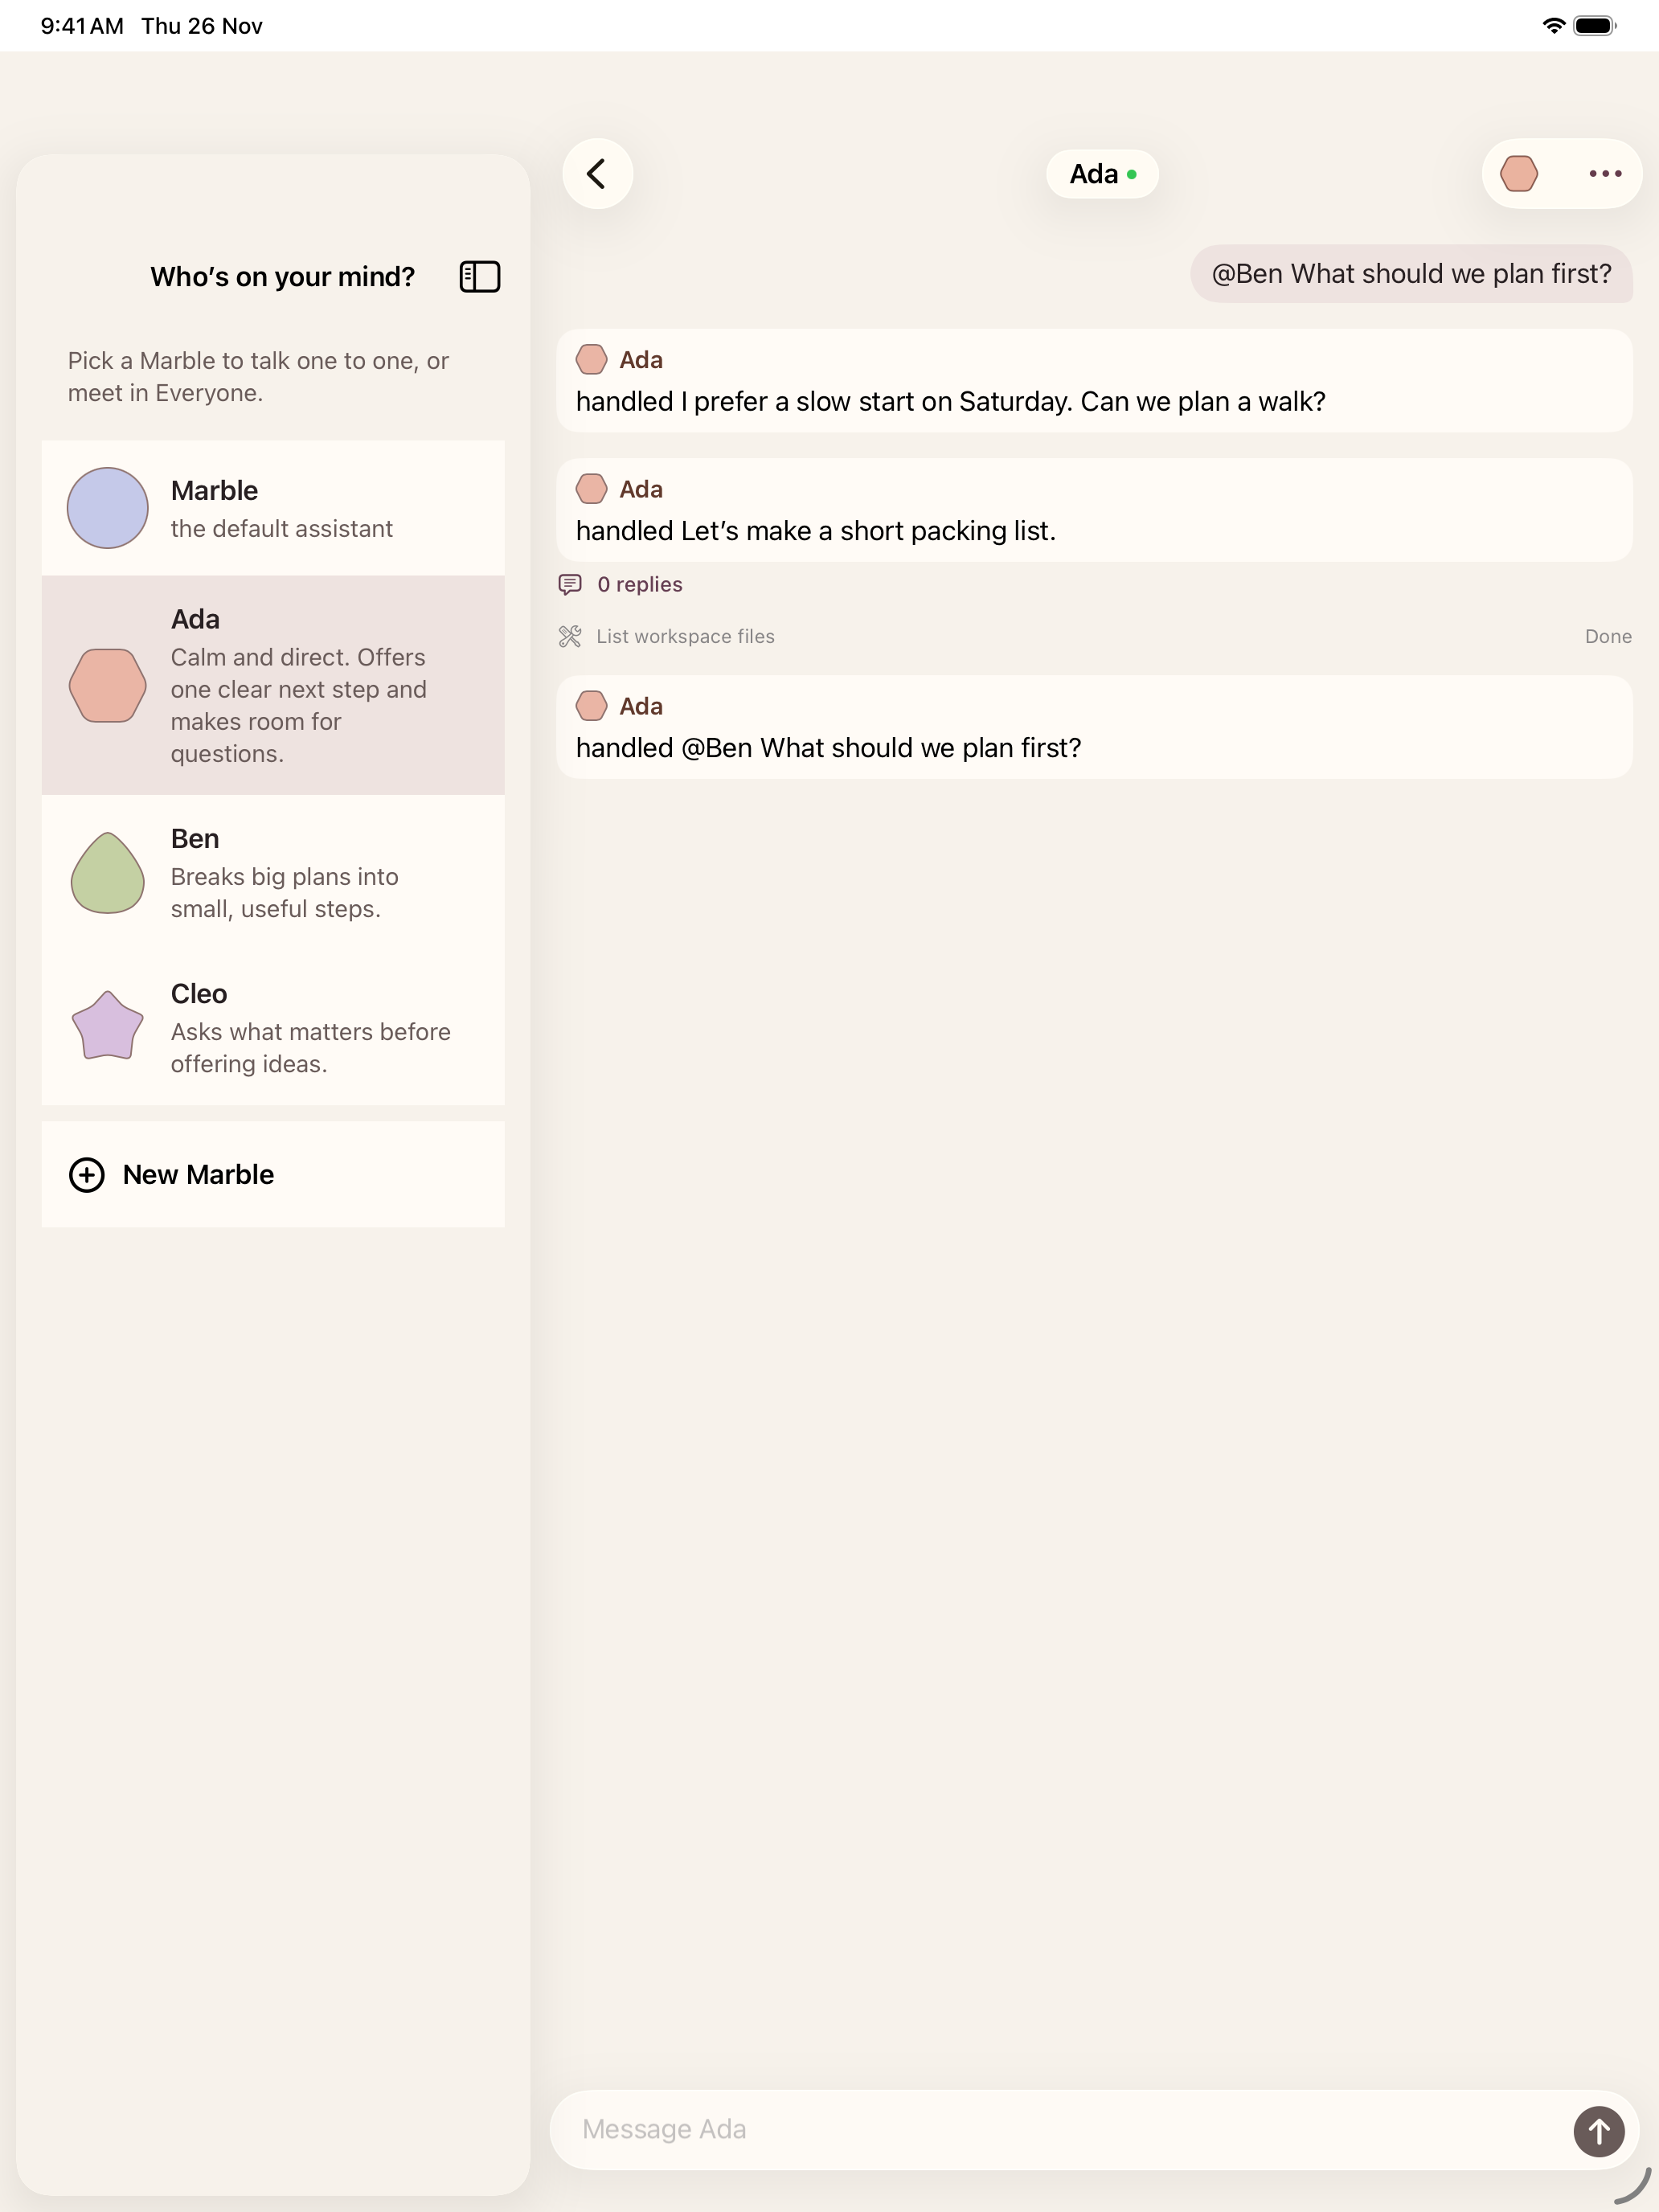 9:41 AM Thu 26 Nov
Who’s on your mind?
Pick a Marble to talk one to one, or
meet in Everyone.
Marble
the default assistant
Ada
Calm and direct. Offers
one clear next step and
makes room for
questions.
Ben
Breaks big plans into
small, useful steps.
Cleo
Asks what matters before
offering ideas.
New Marble
Ada
@Ben What should we plan first?
Ada
handled I prefer a slow start on Saturday. Can we plan a walk?
Ada
handled Let’s make a short packing list.
0 replies
List workspace files
Done
Ada
handled @Ben What should we plan first?
Message Ada